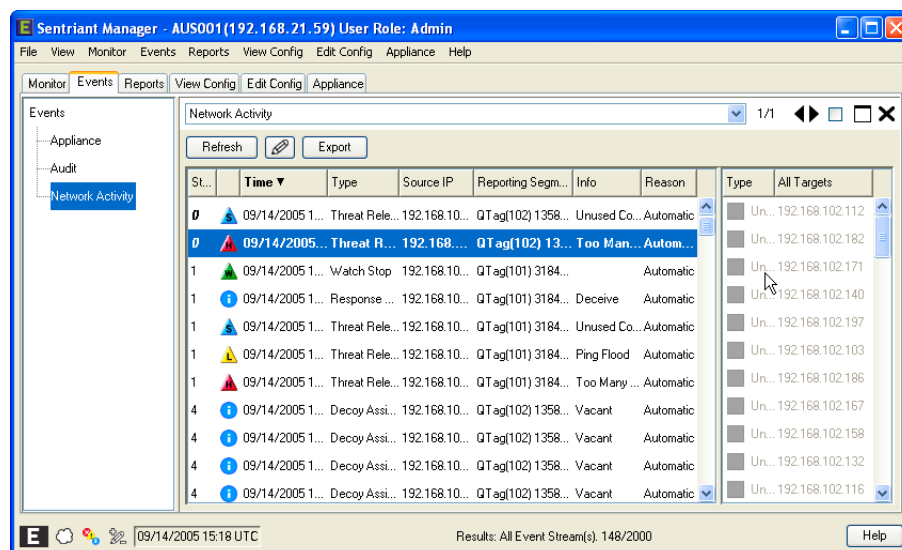 Sentriant Manager - AUS001(192.168.21.59) User Role: Admin
File View Monitor Events Reports View Config Edit Config Appliance Help
Monitor Events Reports View Config Edit Config Appliance
Events
Appliance
Audit
Network Activity
Network Activity 1/1
Refresh Export
St... Time ▼ Type Source IP Reporting Segm... Info Reason Type All Targets
0 S 09/14/2005 1... Threat Rele... 192.168.10... QTag(102) 1358... Unused Co... Automatic Un... 192.168.102.112
0 H 09/14/2005... Threat R... 192.168.... QTag(102) 13... Too Man... Autom... Un... 192.168.102.182
1 W 09/14/2005 1... Watch Stop 192.168.10... QTag(101) 3184... Automatic Un... 192.168.102.171
1 i 09/14/2005 1... Response ... 192.168.10... QTag(101) 3184... Deceive Automatic Un... 192.168.102.140
1 S 09/14/2005 1... Threat Rele... 192.168.10... QTag(101) 3184... Unused Co... Automatic Un... 192.168.102.197
1 L 09/14/2005 1... Threat Rele... 192.168.10... QTag(101) 3184... Ping Flood Automatic Un... 192.168.102.103
1 H 09/14/2005 1... Threat Rele... 192.168.10... QTag(101) 3184... Too Many ... Automatic Un... 192.168.102.186
4 i 09/14/2005 1... Decoy Assi... 192.168.10... QTag(102) 1358... Vacant Automatic Un... 192.168.102.167
4 i 09/14/2005 1... Decoy Assi... 192.168.10... QTag(102) 1358... Vacant Automatic Un... 192.168.102.158
4 i 09/14/2005 1... Decoy Assi... 192.168.10... QTag(102) 1358... Vacant Automatic Un... 192.168.102.132
4 i 09/14/2005 1... Decoy Assi... 192.168.10... QTag(102) 1358... Vacant Automatic Un... 192.168.102.116
E 09/14/2005 15:18 UTC Results: All Event Stream(s). 148/2000 Help